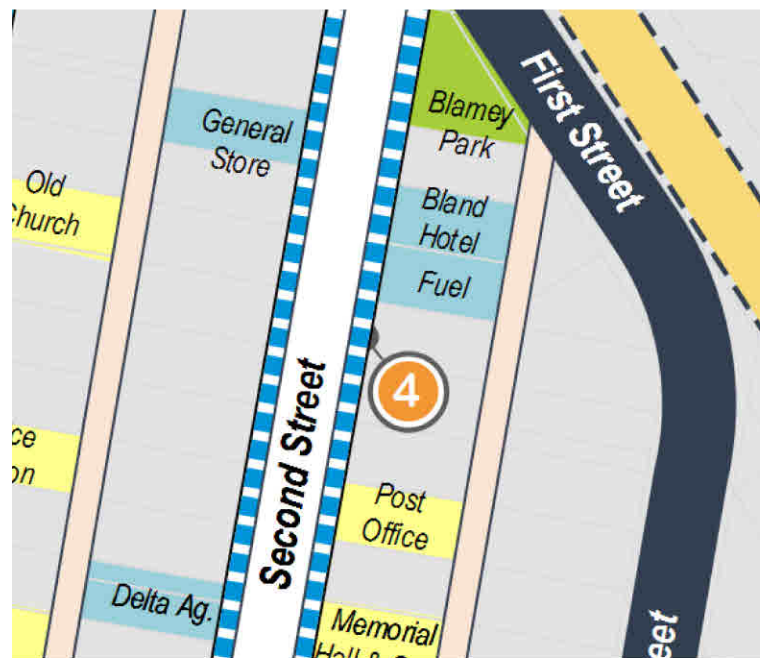 First Street
Blamey
Park
General
Store
Old
Church
Bland
Hotel
Fuel
4
Second Street
Post
Office
Delta Ag.
Memorial